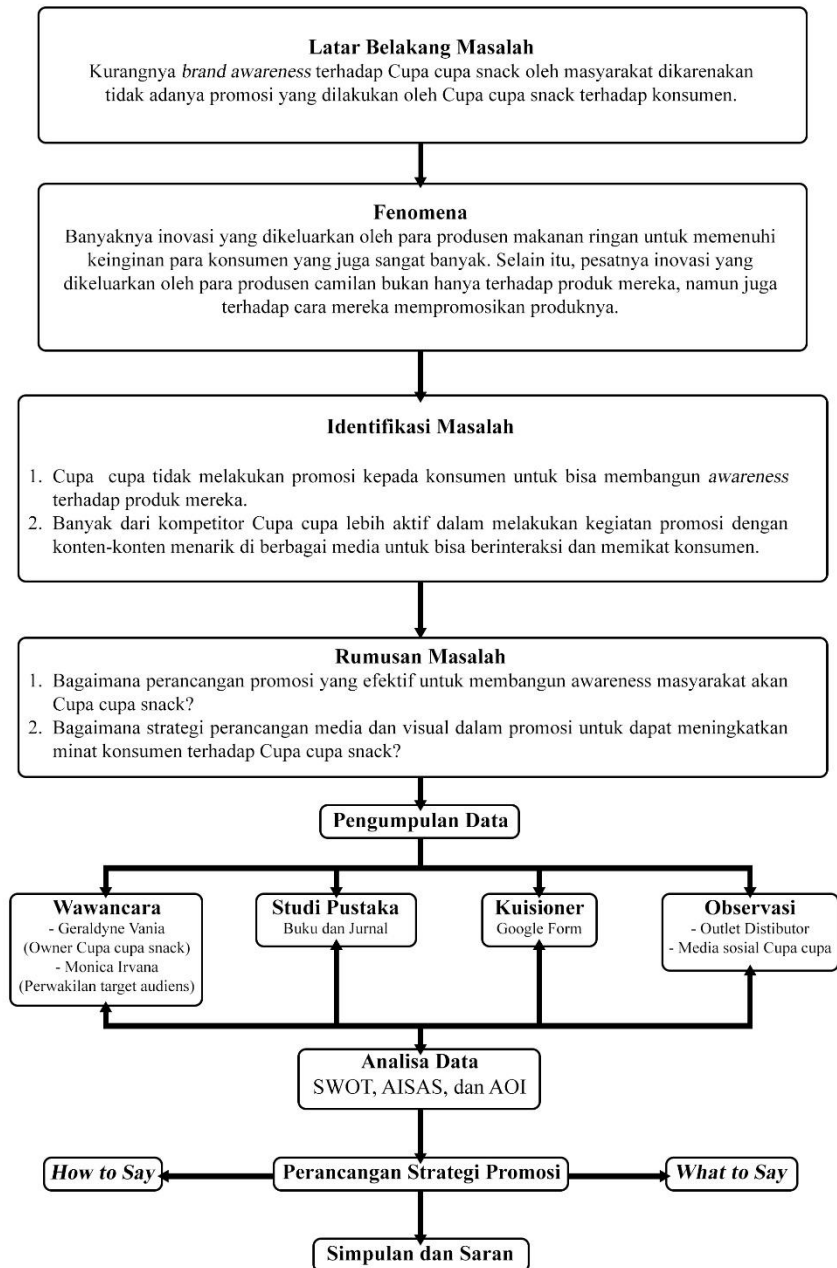 Latar Belakang Masalah
Kurangnya brand awareness terhadap Cupa cupa snack oleh masyarakat dikarenakan
tidak adanya promosi yang dilakukan oleh Cupa cupa snack terhadap konsumen.
Fenomena
Banyaknya inovasi yang dikeluarkan oleh para produsen makanan ringan untuk memenuhi
keinginan para konsumen yang juga sangat banyak. Selain itu, pesatnya inovasi yang
dikeluarkan oleh para produsen camilan bukan hanya terhadap produk mereka, namun juga
terhadap cara mereka mempromosikan produknya.
Identifikasi Masalah
1. Cupa cupa tidak melakukan promosi kepada konsumen untuk bisa membangun awareness
terhadap produk mereka.
2. Banyak dari kompetitor Cupa cupa lebih aktif dalam melakukan kegiatan promosi dengan
konten-konten menarik di berbagai media untuk bisa berinteraksi dan memikat konsumen.
Rumusan Masalah
1. Bagaimana perancangan promosi yang efektif untuk membangun awareness masyarakat akan
Cupa cupa snack?
2. Bagaimana strategi perancangan media dan visual dalam promosi untuk dapat meningkatkan
minat konsumen terhadap Cupa cupa snack?
Pengumpulan Data
Wawancara
- Geraldyne Vania
(Owner Cupa cupa snack)
- Monica Irvana
(Perwakilan target audiens)
Studi Pustaka
Buku dan Jurnal
Kuisioner
Google Form
Observasi
- Outlet Distibutor
- Media sosial Cupa cupa
Analisa Data
SWOT, AISAS, dan AOI
How to Say
Perancangan Strategi Promosi
What to Say
Simpulan dan Saran